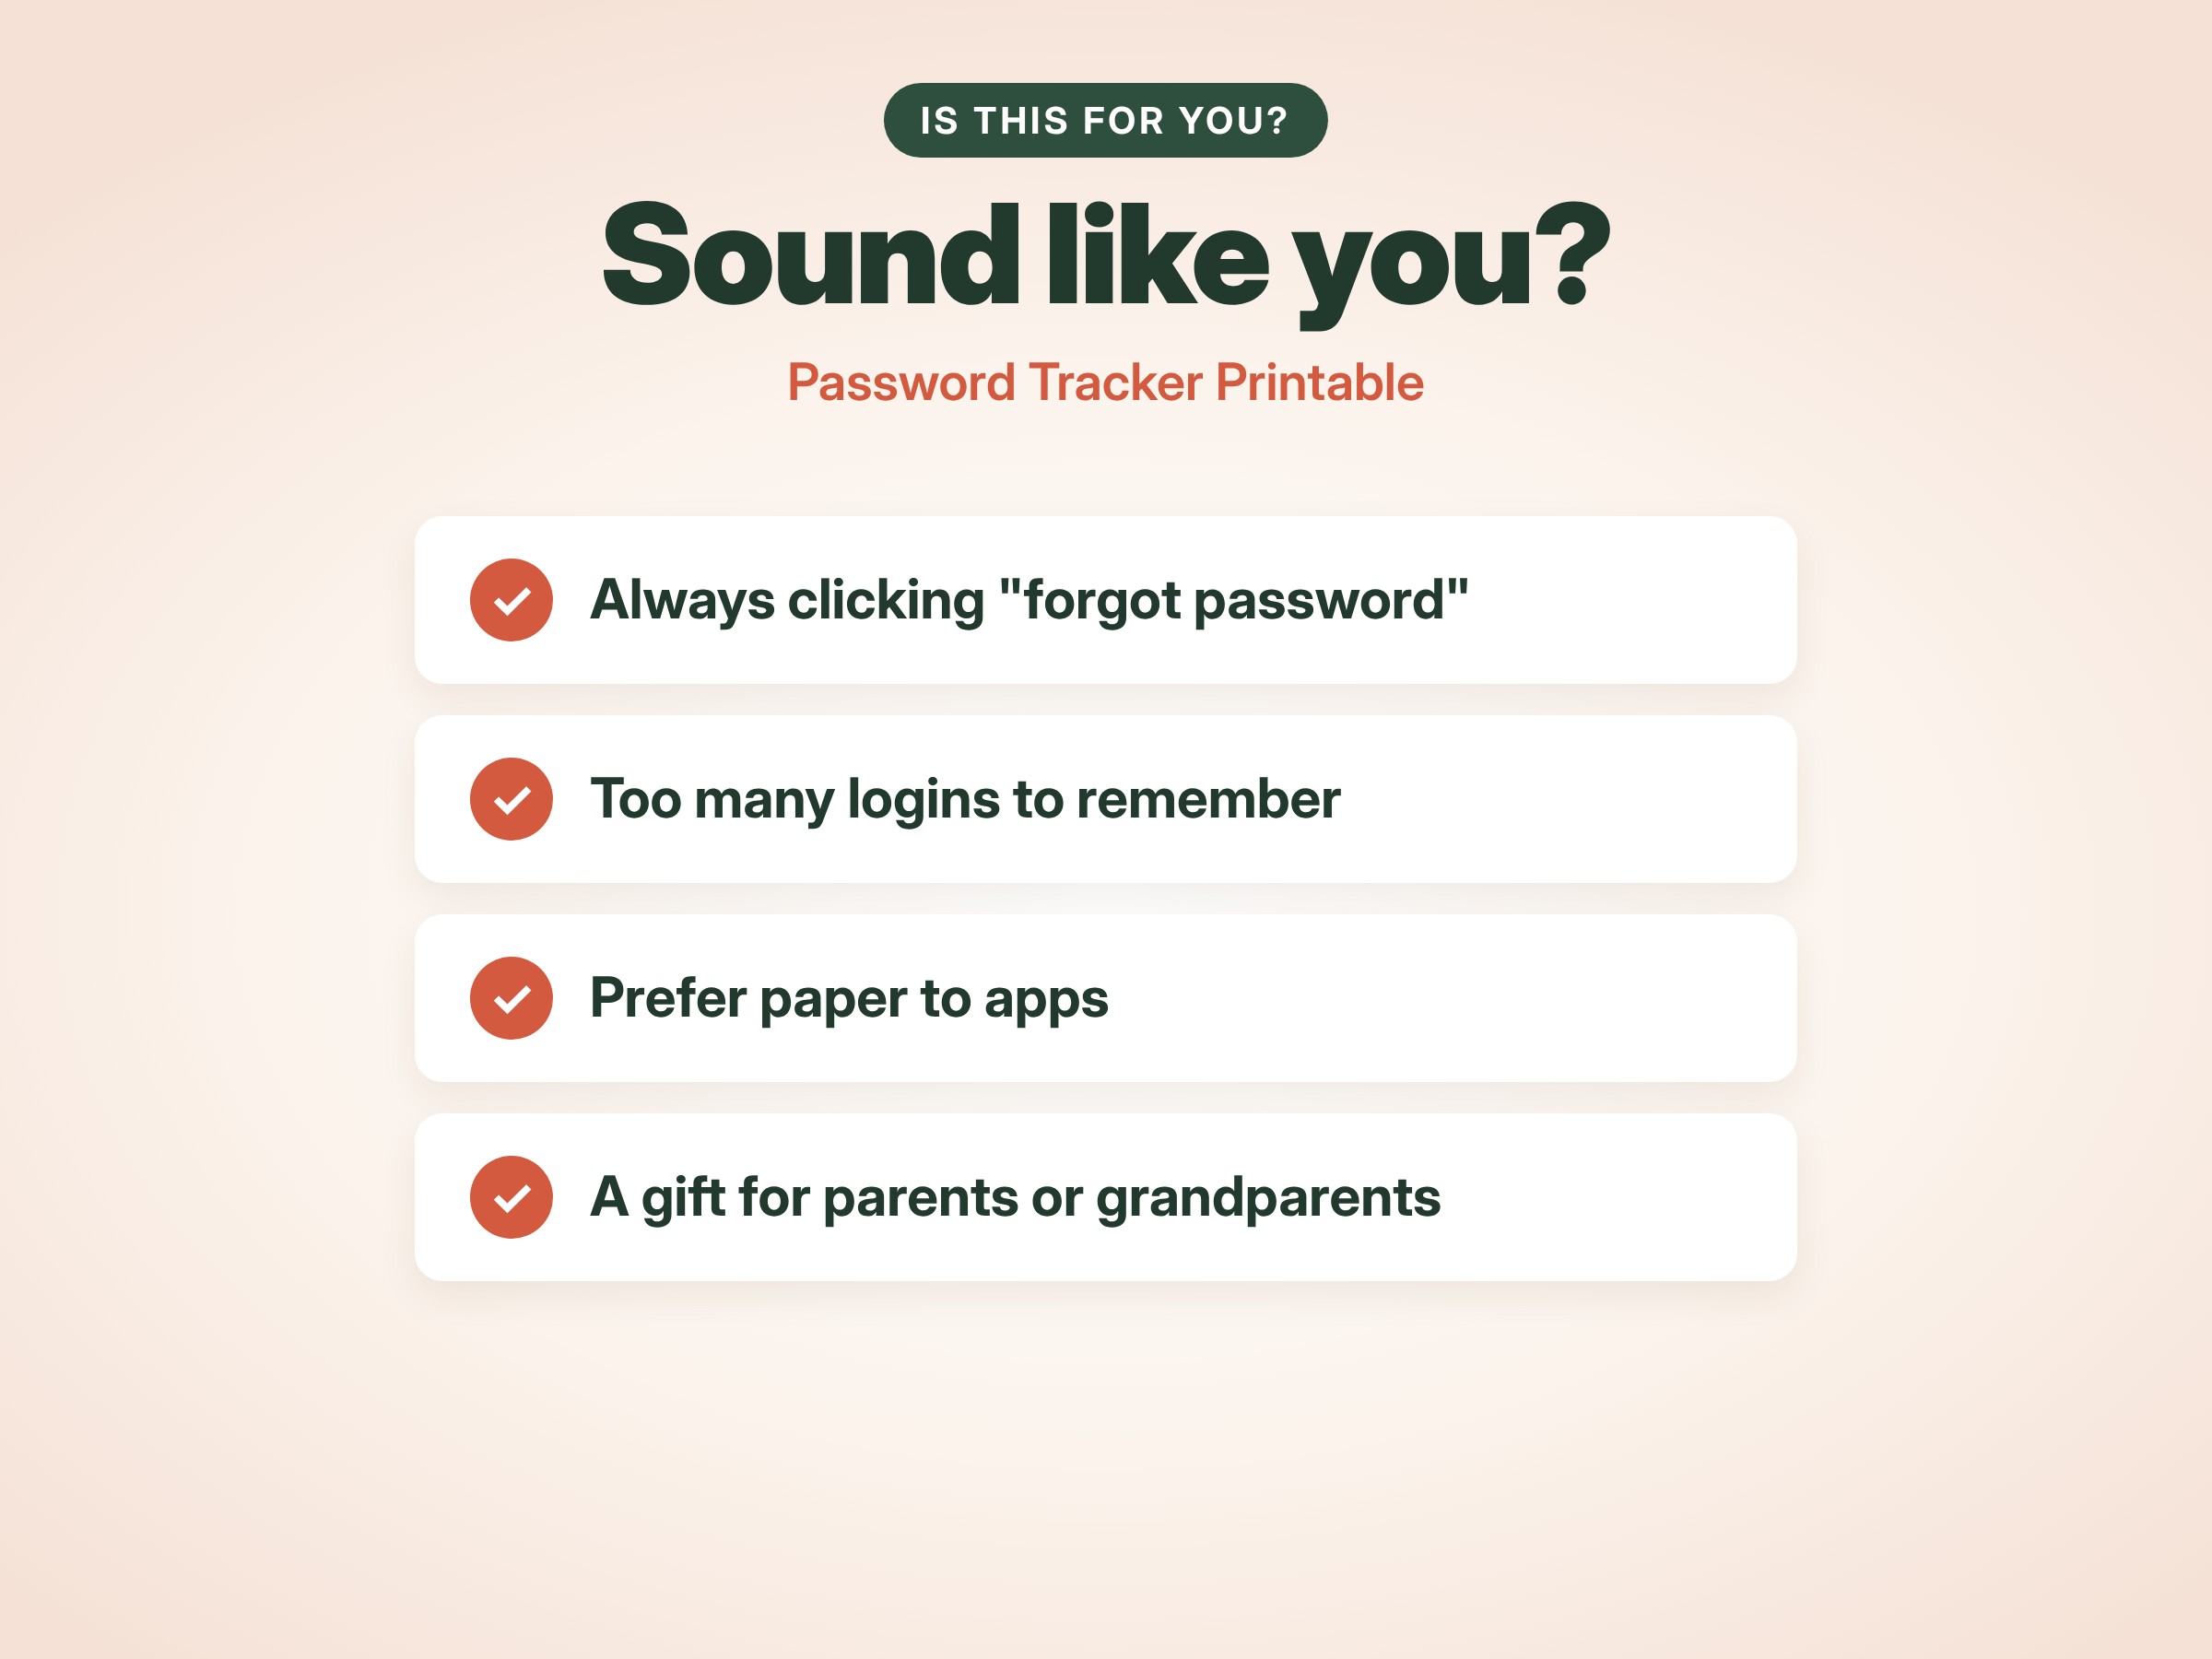 IS THIS FOR YOU?
Sound like you?
Password Tracker Printable
Always clicking "forgot password"
Too many logins to remember
Prefer paper to apps
A gift for parents or grandparents